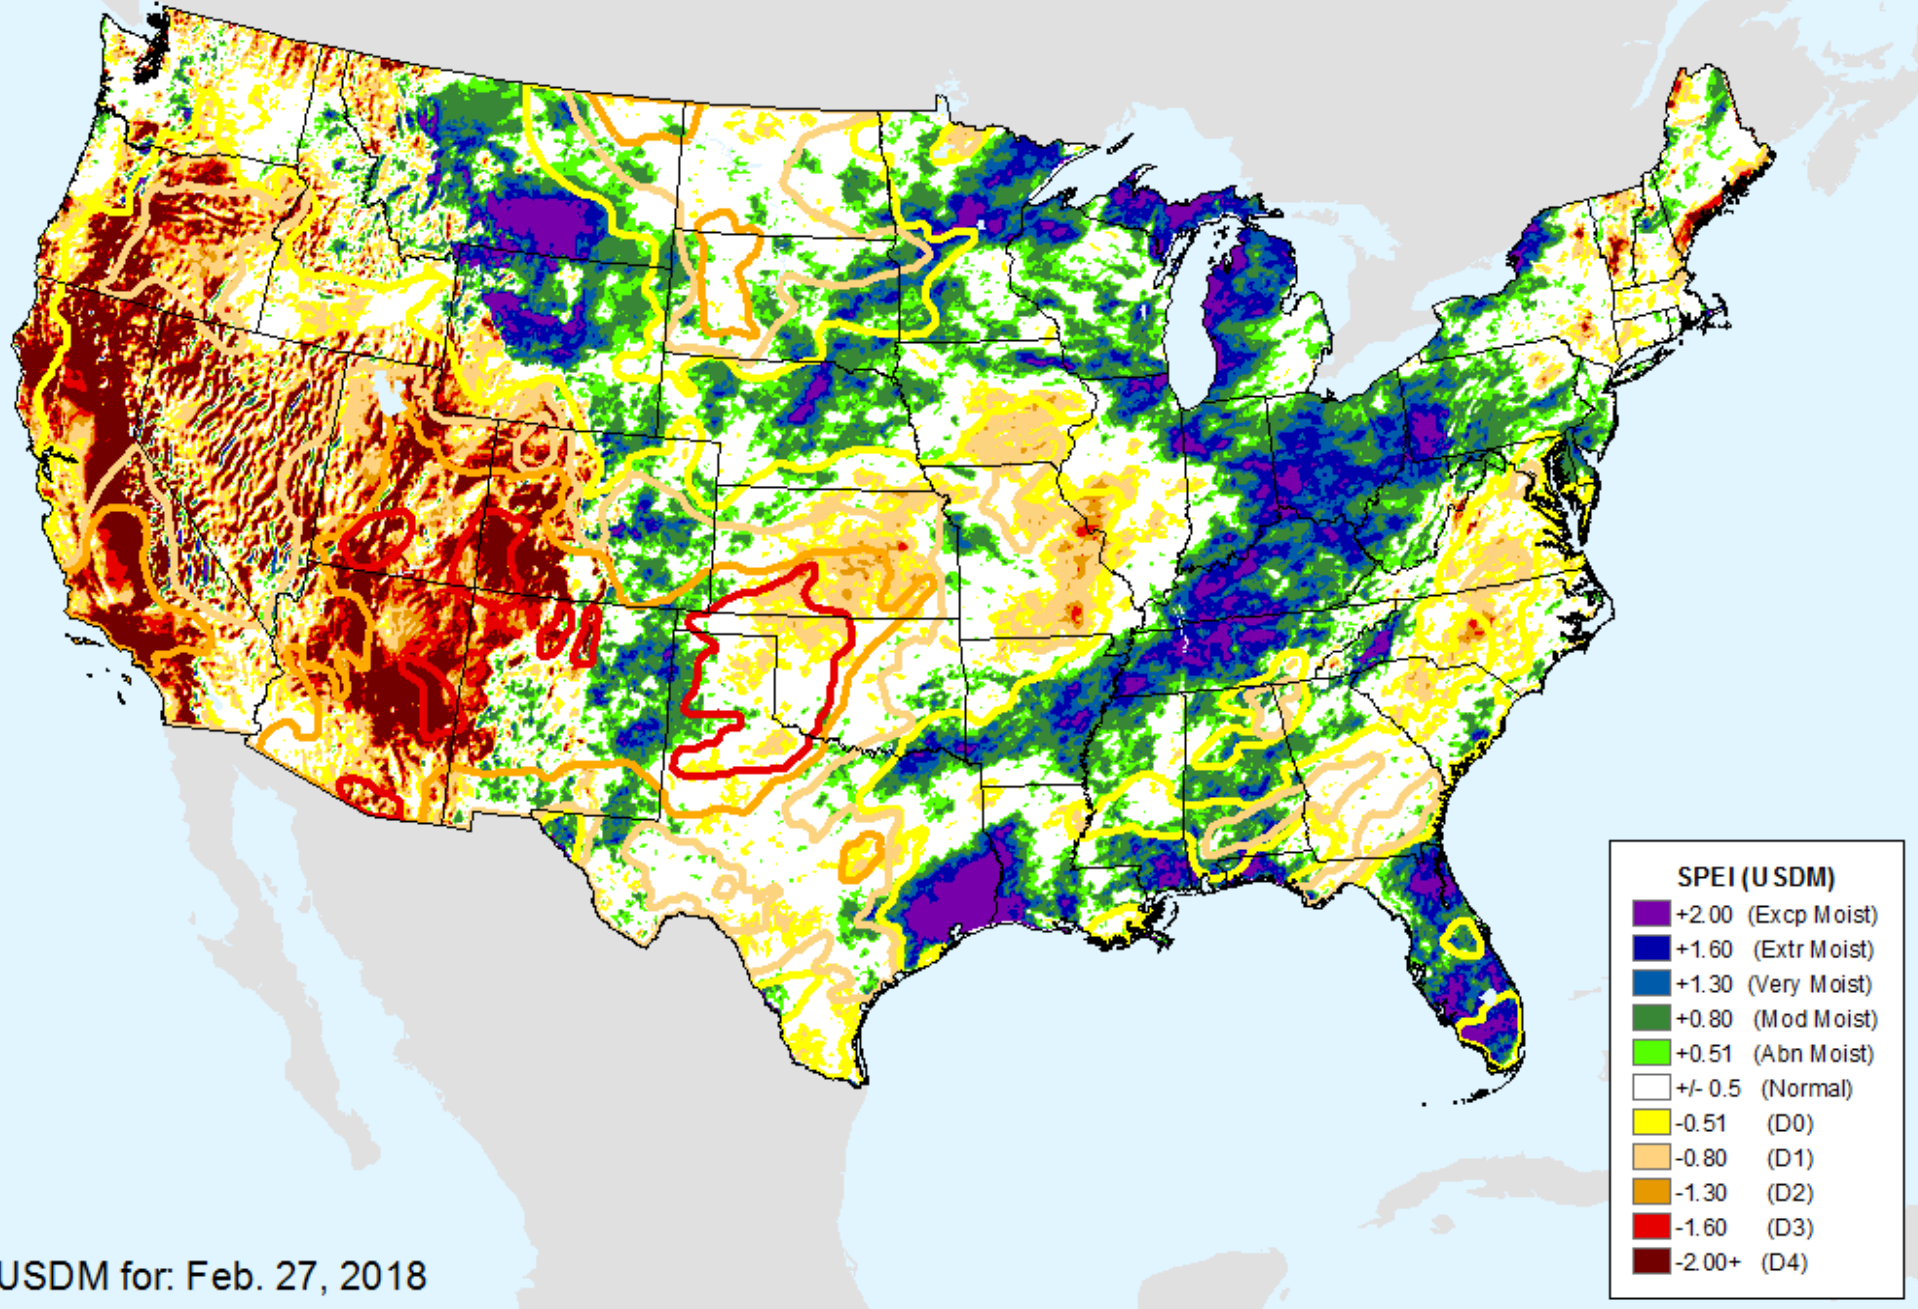 SPEI (USDM)
+2.00 (Excp Moist)
+1.60 (Extr Moist)
+1.30 (Very Moist)
+0.80 (Mod Moist)
+0.51 (Abn Moist)
+/- 0.5 (Normal)
-0.51 (D0)
-0.80 (D1)
-1.30 (D2)
-1.60 (D3)
-2.00+ (D4)
USDM for: Feb. 27, 2018